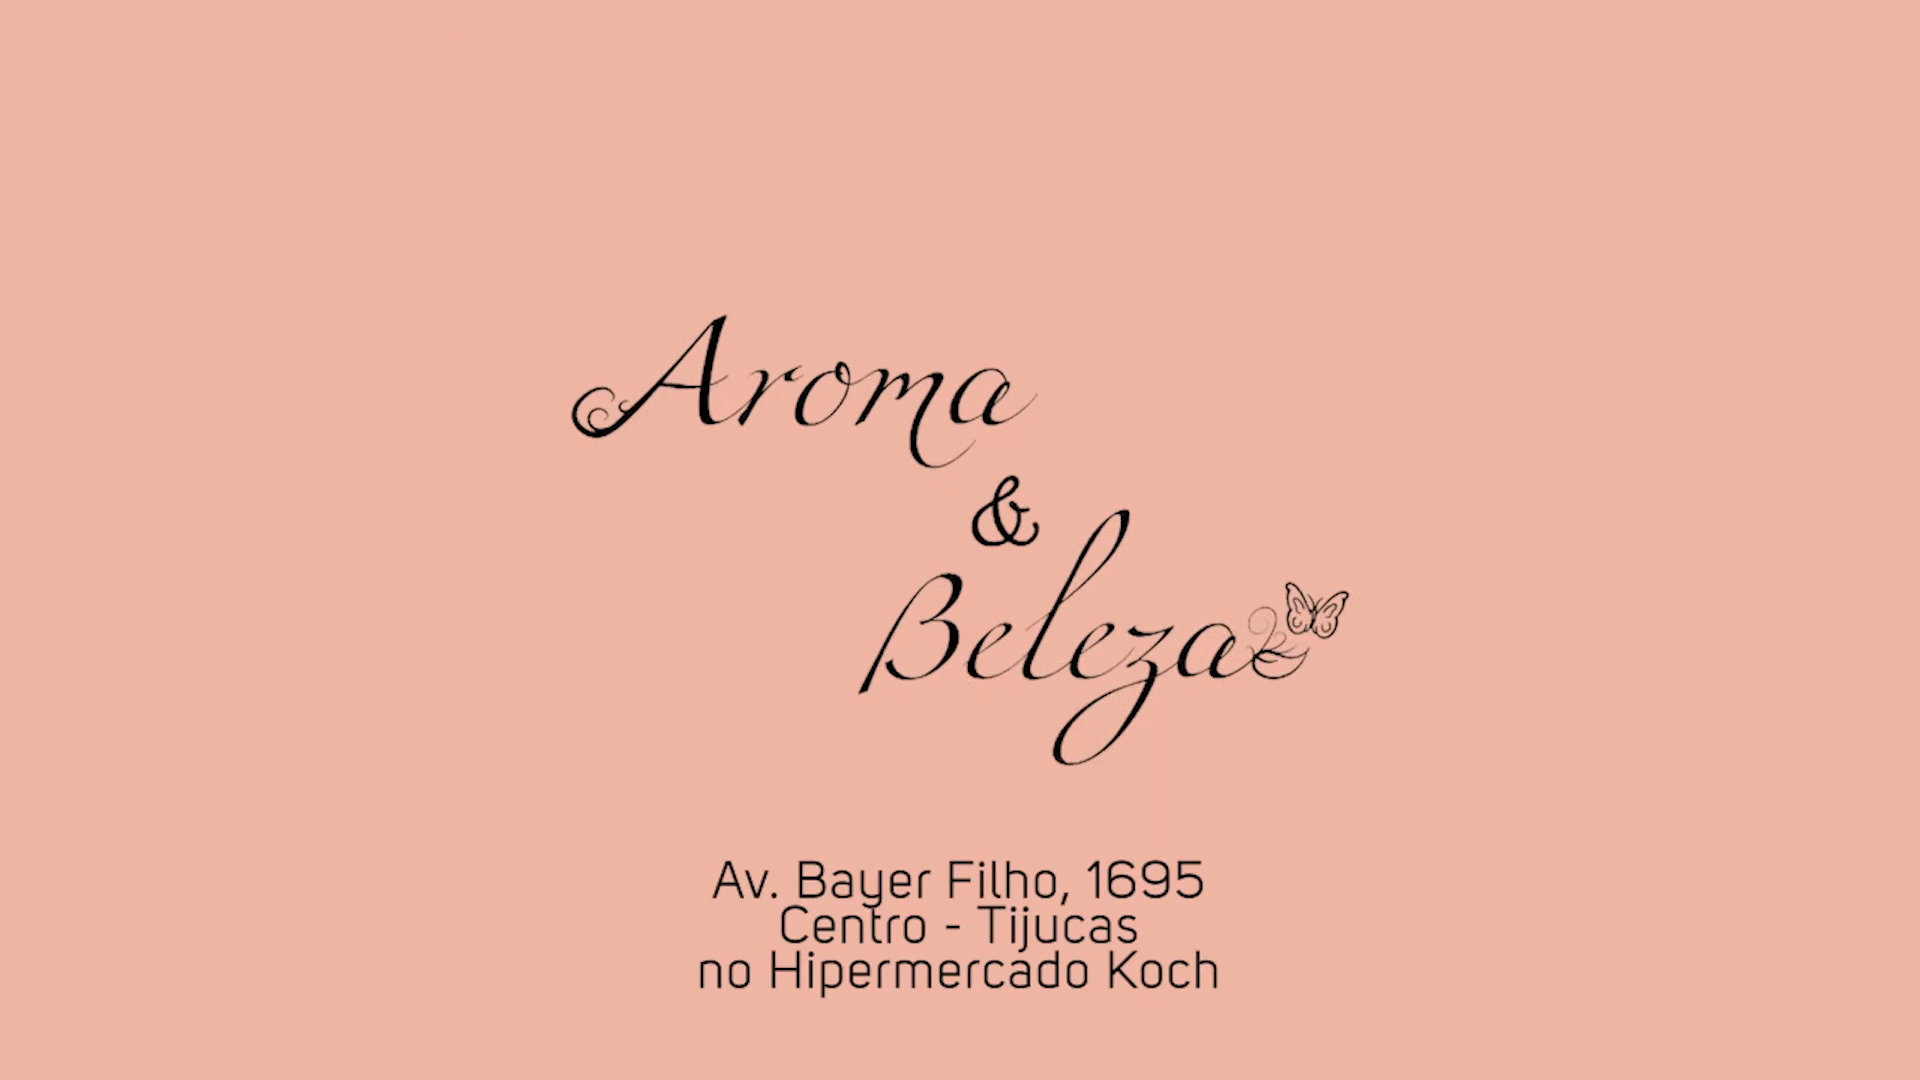 Aroma
&
Beleza
Av. Bayer Filho, 1695
Centro - Tijucas
no Hipermercado Koch